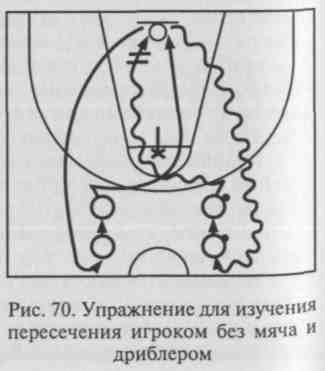 Рис. 70. Упражнение для изучения
пересечения игроком без мяча и
дриблером